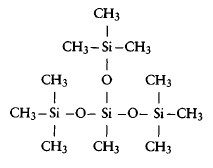 CH3
CH3–Si–CH3
O
CH3 CH3
CH3–Si –O– Si –O– Si–CH3
CH3 CH3 CH3